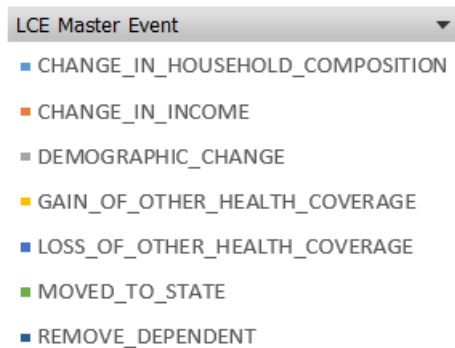 LCE Master Event
CHANGE_IN_HOUSEHOLD_COMPOSITION
CHANGE_IN_INCOME
DEMOGRAPHIC_CHANGE
GAIN_OF_OTHER_HEALTH_COVERAGE
LOSS_OF_OTHER_HEALTH_COVERAGE
MOVED_TO_STATE
REMOVE_DEPENDENT